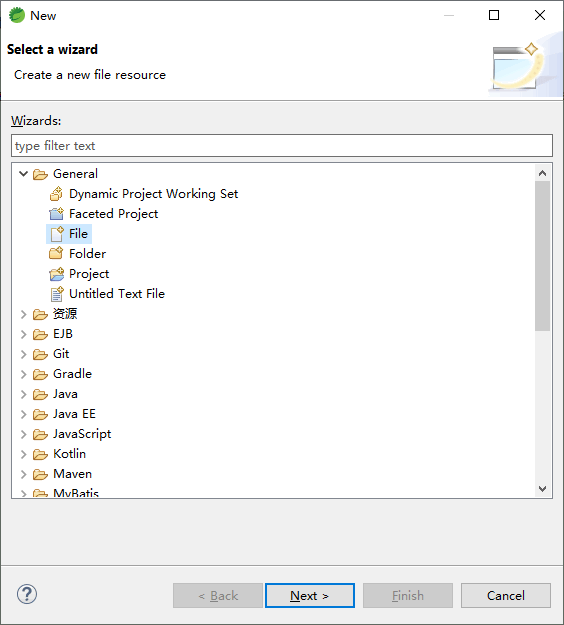 New
Select a wizard
Create a new file resource
Wizards:
type filter text
General
Dynamic Project Working Set
Faceted Project
File
Folder
Project
Untitled Text File
资源
EJB
Git
Gradle
Java
Java EE
JavaScript
Kotlin
Maven
MyBatis
< Back
Next >
Finish
Cancel